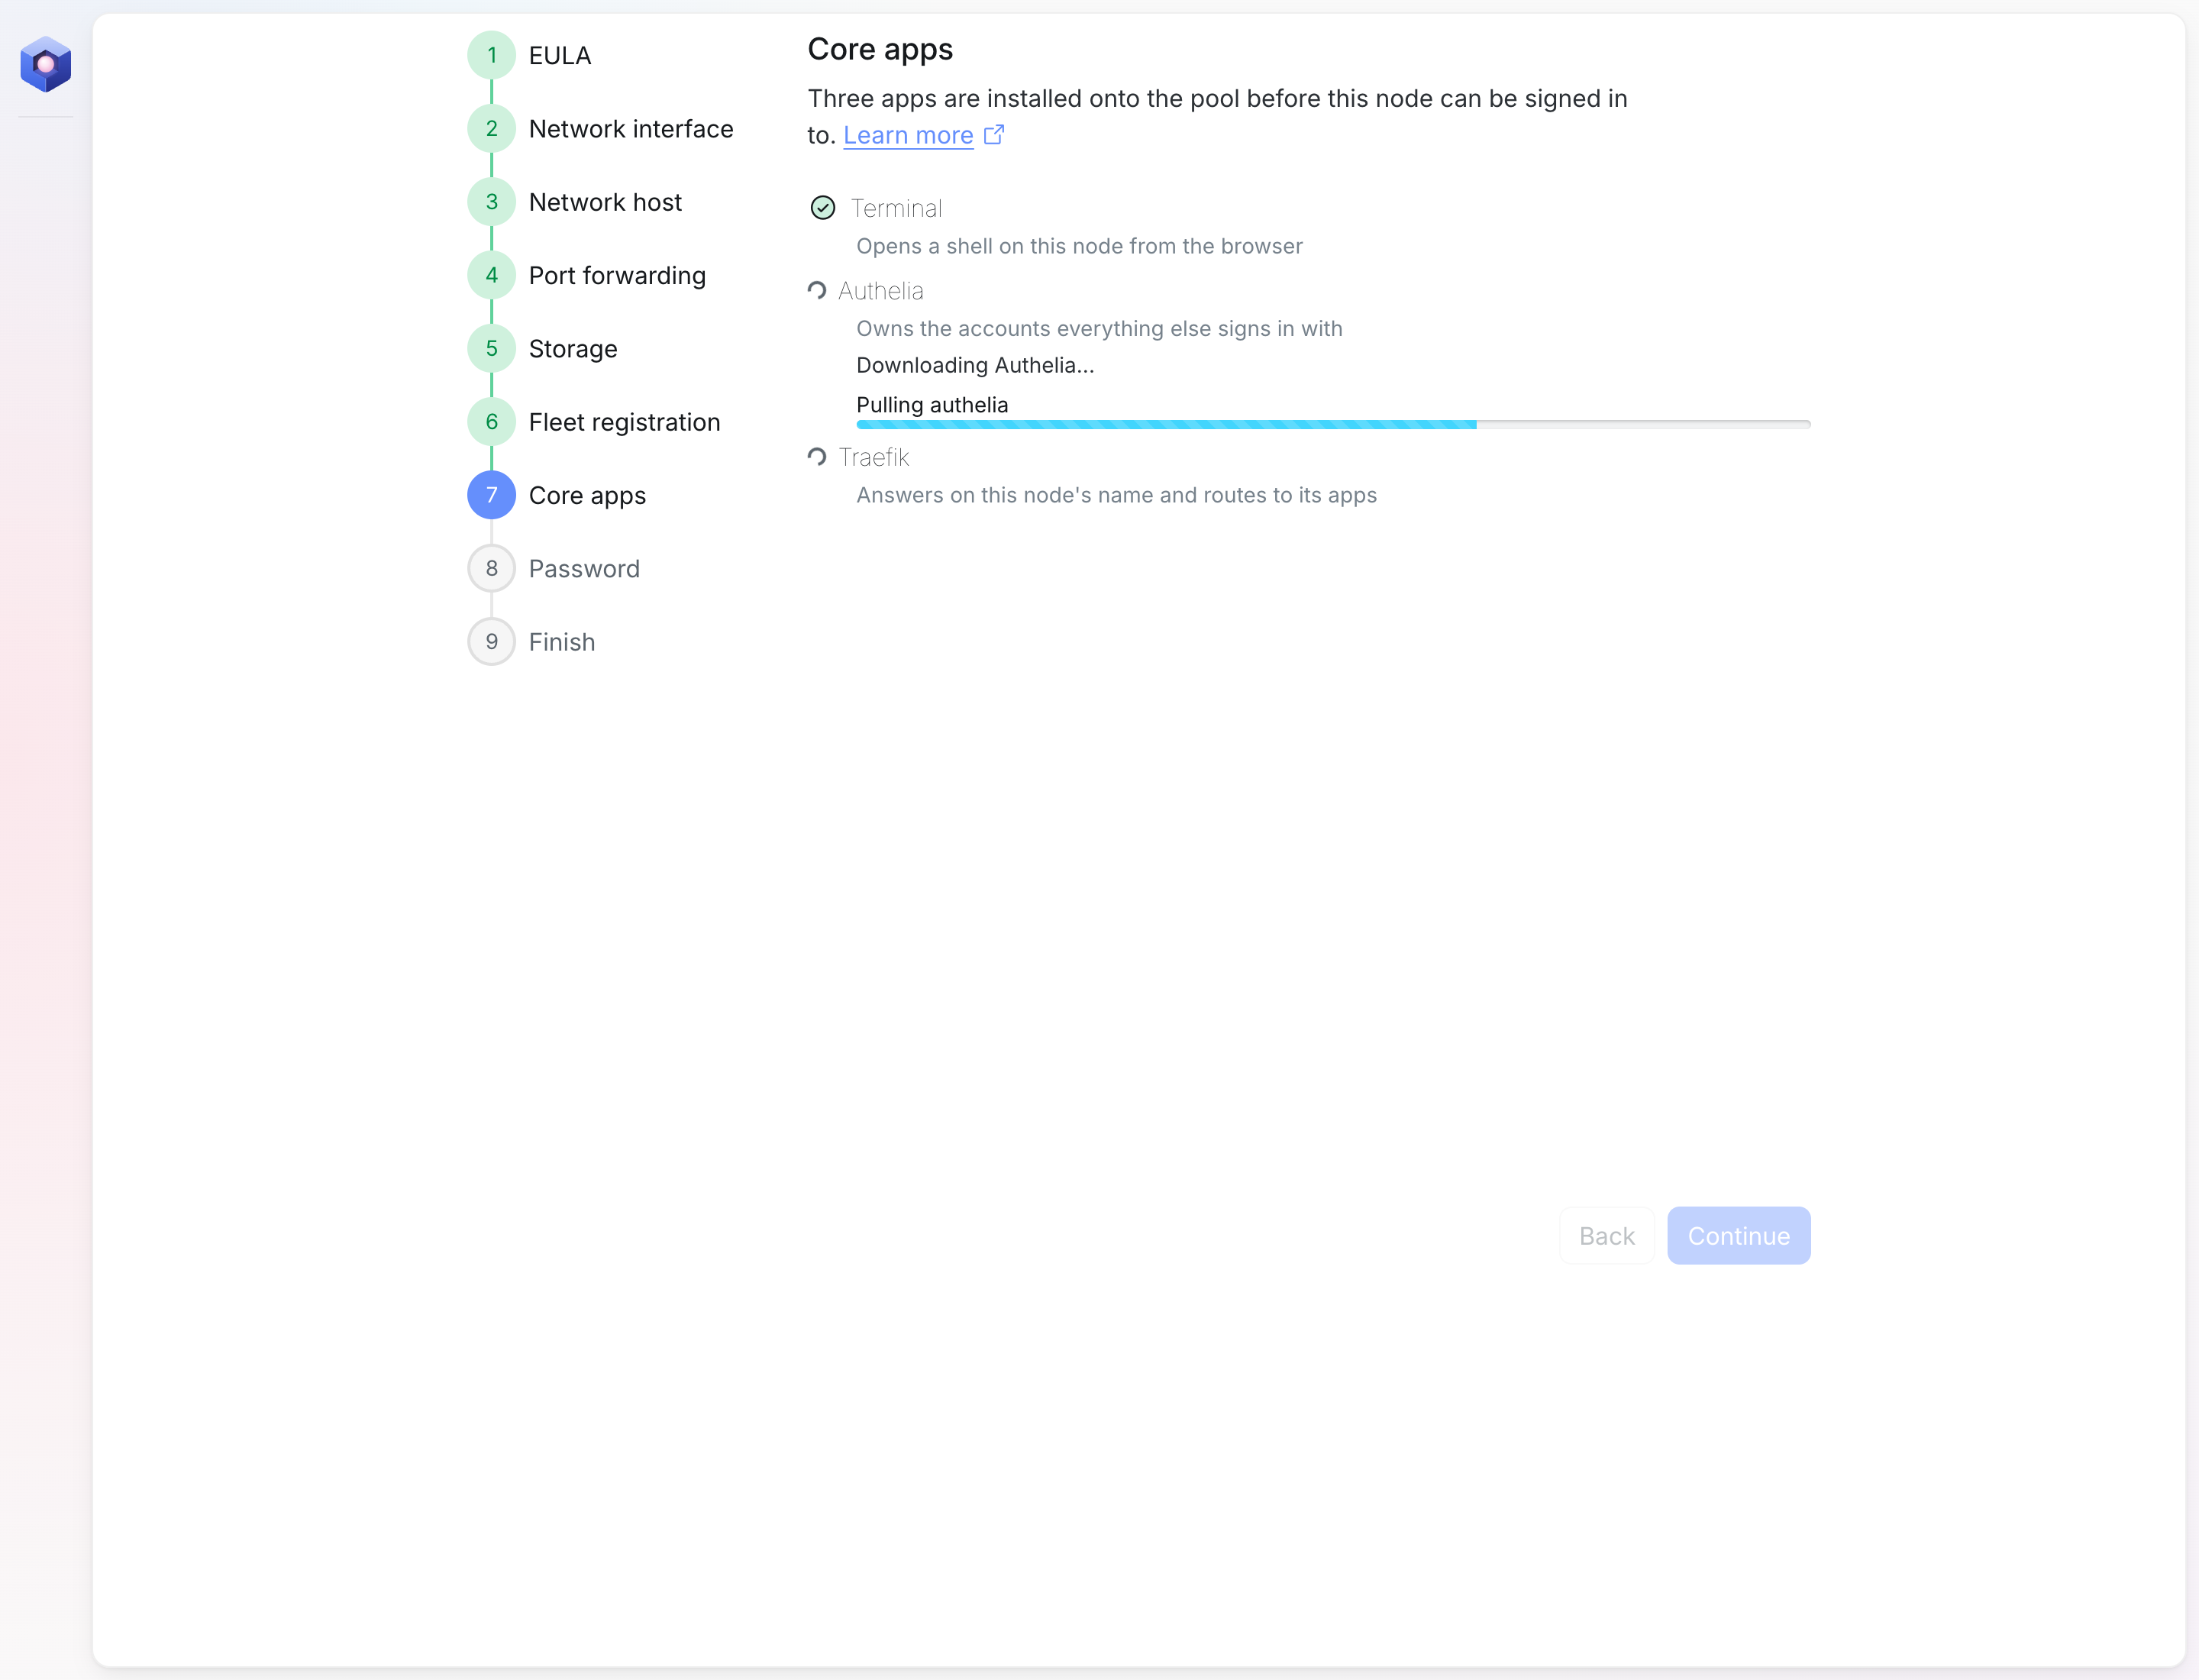 1 EULA
2 Network interface
3 Network host
4 Port forwarding
5 Storage
6 Fleet registration
7 Core apps
8 Password
9 Finish
Core apps
Three apps are installed onto the pool before this node can be signed in
to. Learn more
Terminal
Opens a shell on this node from the browser
Authelia
Owns the accounts everything else signs in with
Downloading Authelia...
Pulling authelia
Traefik
Answers on this node's name and routes to its apps
Back Continue